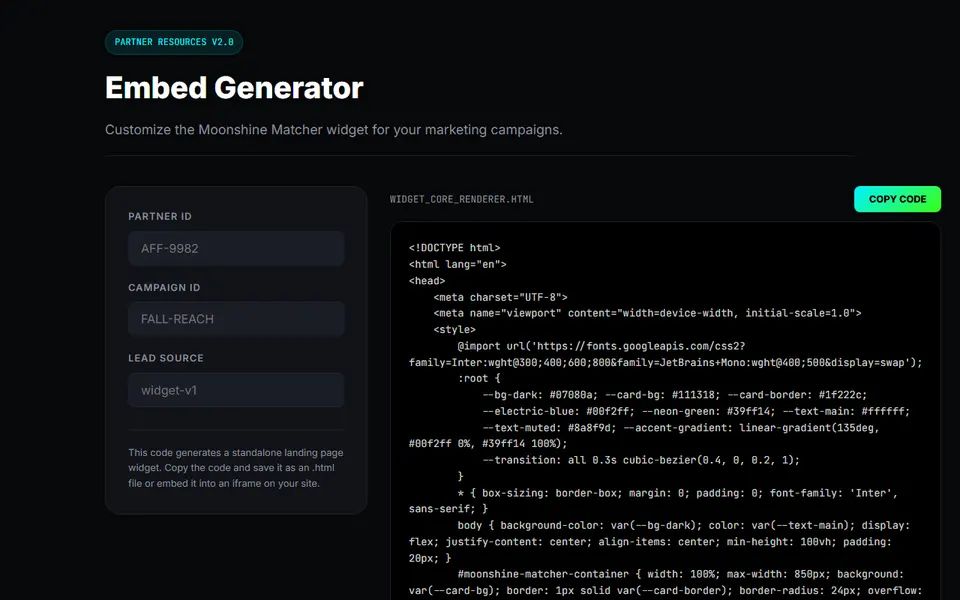 PARTNER RESOURCES V2.0
Embed Generator
Customize the Moonshine Matcher widget for your marketing campaigns.
PARTNER ID
AFF-9982
CAMPAIGN ID
FALL-REACH
LEAD SOURCE
widget-v1
This code generates a standalone landing page
widget. Copy the code and save it as an .html
file or embed it into an iframe on your site.
WIDGET_CORE_RENDERER.HTML
COPY CODE
<!DOCTYPE html>
<html lang="en">
<head>
    <meta charset="UTF-8">
    <meta name="viewport" content="width=device-width, initial-scale=1.0">
    <style>
        @import url('https://fonts.googleapis.com/css2?
family=Inter:wght@300;400;600;800&family=JetBrains+Mono:wght@400;500&display=swap');
        :root {
            --bg-dark: #07080a; --card-bg: #111318; --card-border: #1f222c;
            --electric-blue: #00f2ff; --neon-green: #39ff14; --text-main: #ffffff;
            --text-muted: #8a8f9d; --accent-gradient: linear-gradient(135deg,
#00f2ff 0%, #39ff14 100%);
            --transition: all 0.3s cubic-bezier(0.4, 0, 0.2, 1);
        }
        * { box-sizing: border-box; margin: 0; padding: 0; font-family: 'Inter',
sans-serif; }
        body { background-color: var(--bg-dark); color: var(--text-main); display:
flex; justify-content: center; align-items: center; min-height: 100vh; padding:
20px; }
        #moonshine-matcher-container { width: 100%; max-width: 850px; background:
var(--card-bg); border: 1px solid var(--card-border); border-radius: 24px; overflow: